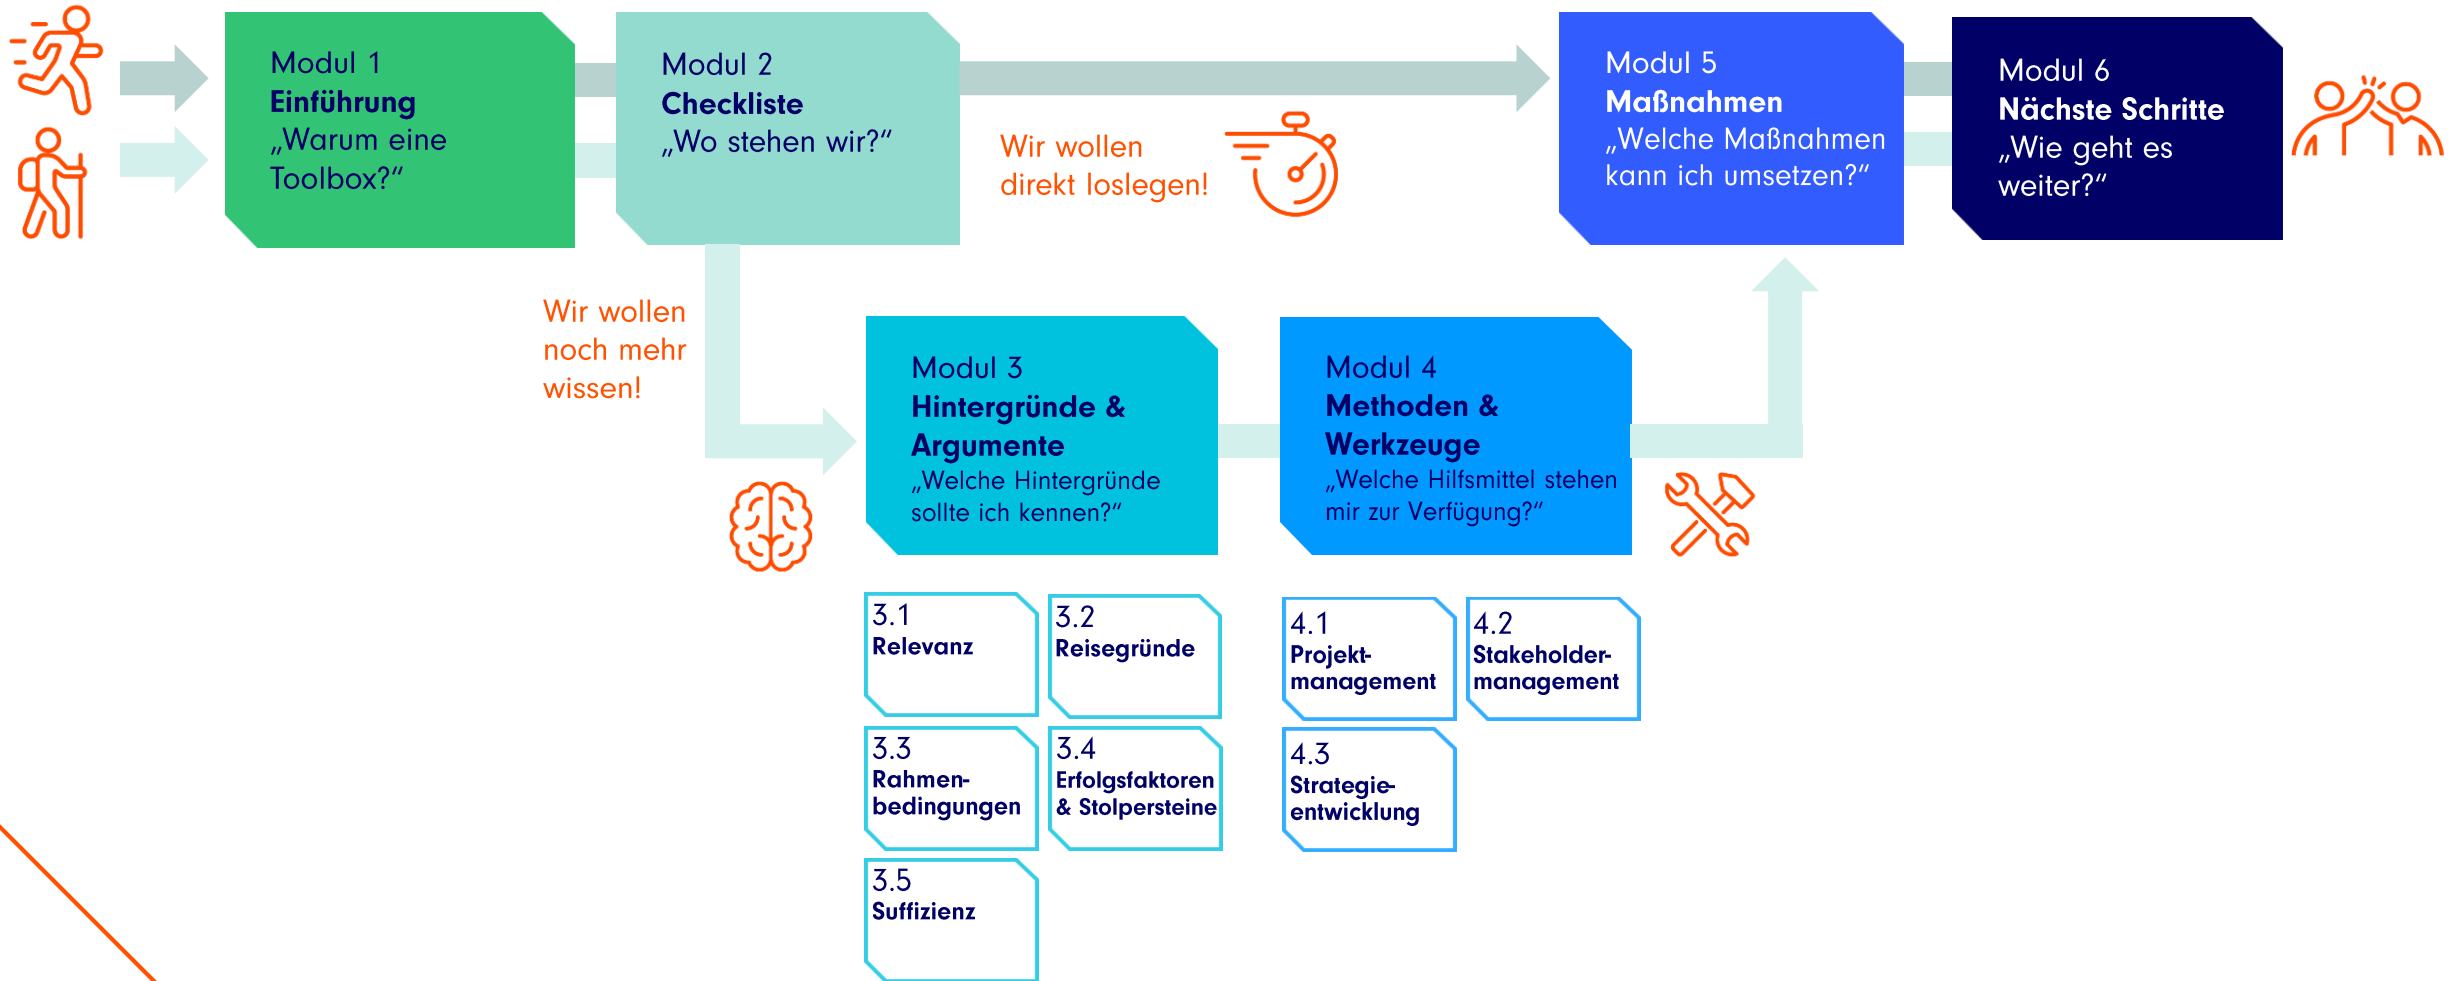 Modul 1
Einführung
„Warum eine
Toolbox?“
Modul 2
Checkliste
„Wo stehen wir?“
Wir wollen
direkt loslegen!
Modul 5
Maßnahmen
„Welche Maßnahmen
kann ich umsetzen?“
Modul 6
Nächste Schritte
„Wie geht es
weiter?“
Wir wollen
noch mehr
wissen!
Modul 3
Hintergründe &
Argumente
„Welche Hintergründe
sollte ich kennen?“
Modul 4
Methoden &
Werkzeuge
„Welche Hilfsmittel stehen
mir zur Verfügung?“
3.1
Relevanz
3.2
Reisegründe
3.3
Rahmen-
bedingungen
3.4
Erfolgsfaktoren
& Stolpersteine
3.5
Suffizienz
4.1
Projekt-
management
4.2
Stakeholder-
management
4.3
Strategie-
entwicklung